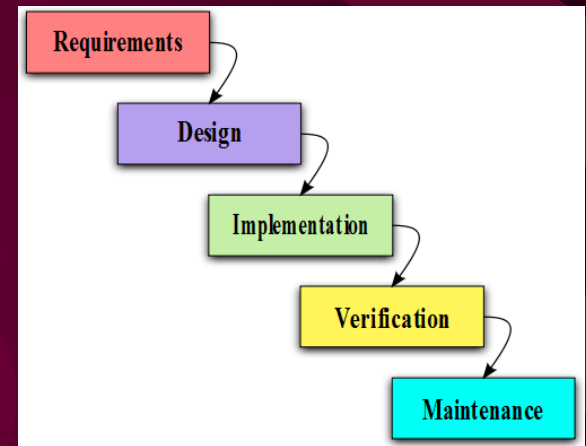 Requirements
Design
Implementation
Verification
Maintenance